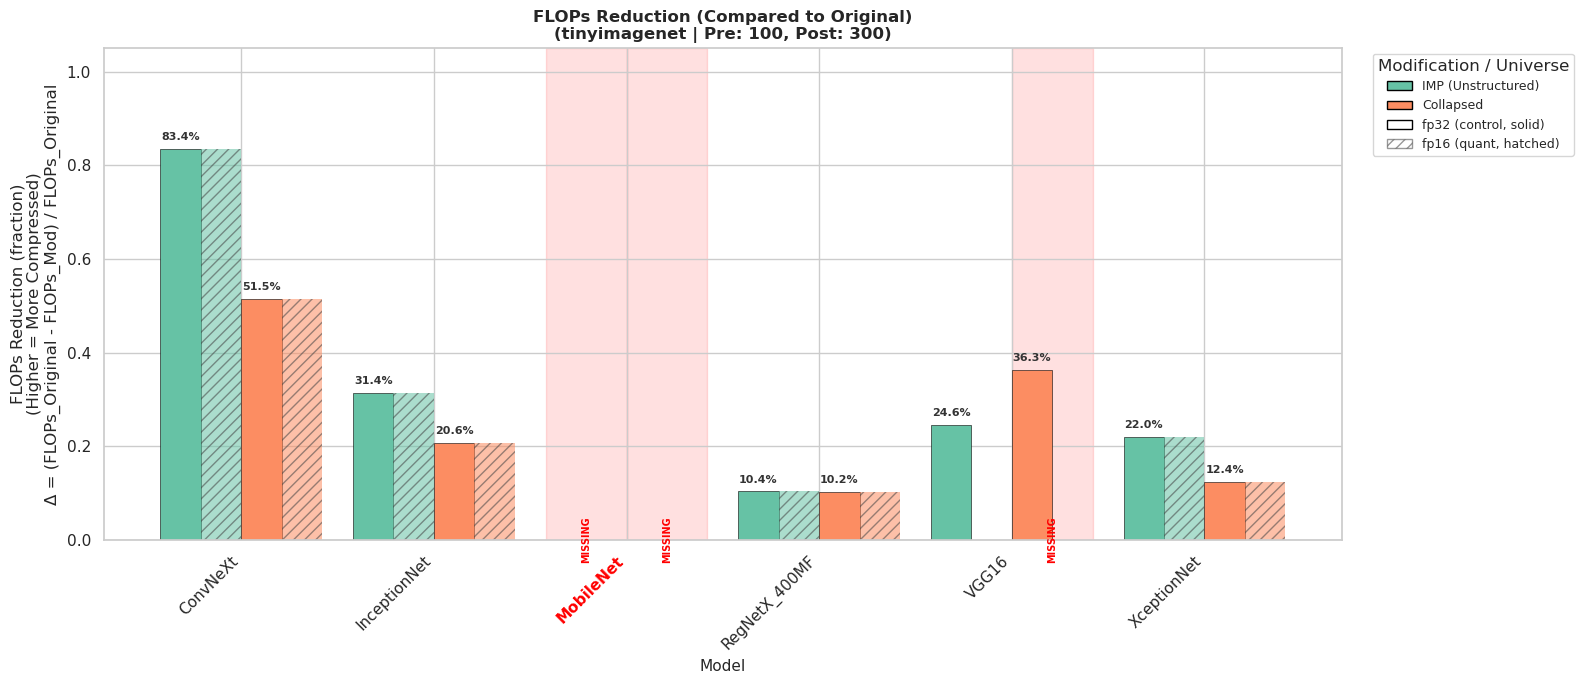 FLOPs Reduction (Compared to Original)
(tinyimagenet | Pre: 100, Post: 300)
FLOPs Reduction (fraction)
(Higher = More Compressed)
Δ = (FLOPs_Original - FLOPs_Mod) / FLOPs_Original
1.0
0.8
0.6
0.4
0.2
0.0
83.4%
51.5%
31.4%
20.6%
MISSING
MISSING
10.4%
10.2%
24.6%
36.3%
MISSING
22.0%
12.4%
ConvNeXt
InceptionNet
MobileNet
RegNetX_400MF
VGG16
XceptionNet
Model
Modification / Universe
IMP (Unstructured)
Collapsed
fp32 (control, solid)
fp16 (quant, hatched)